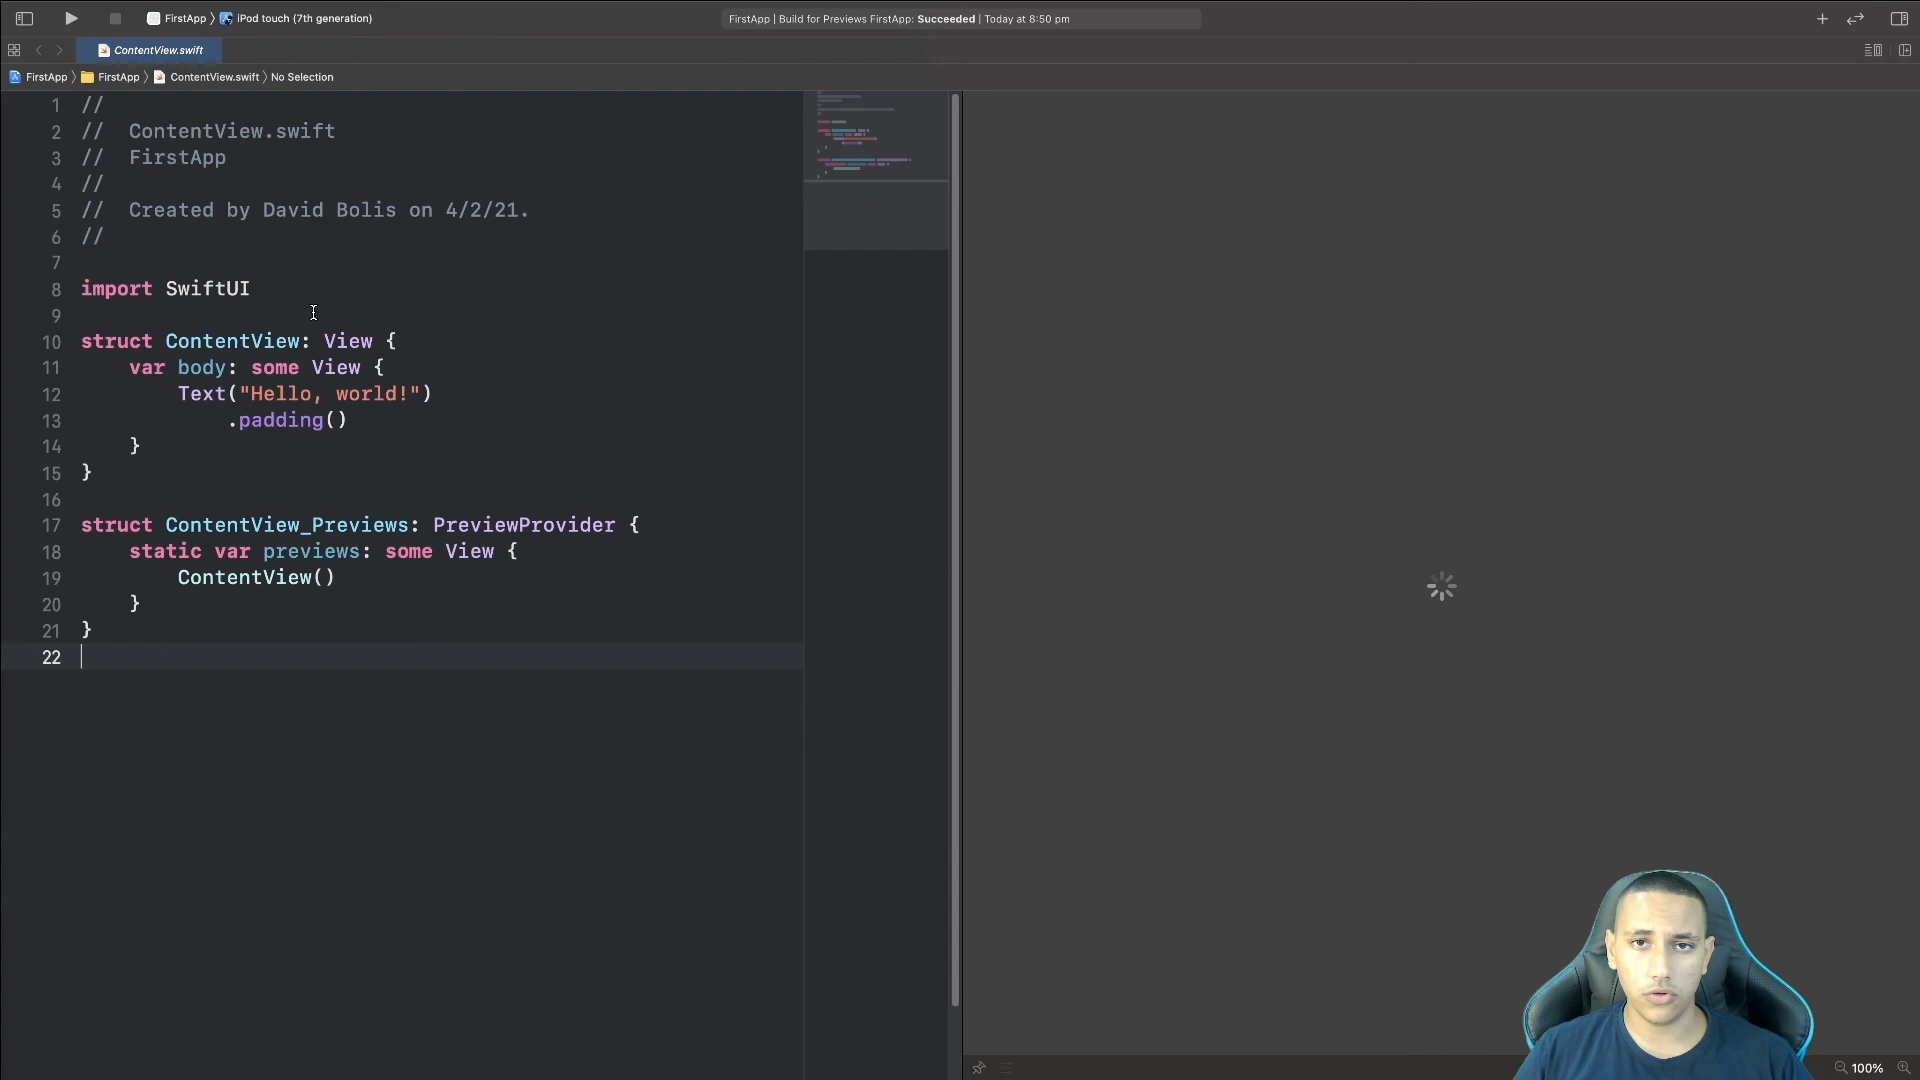 FirstApp › iPod touch (7th generation)
FirstApp | Build for Previews FirstApp: Succeeded | Today at 8:50 pm
ContentView.swift
FirstApp › FirstApp › ContentView.swift › No Selection
1 //
2 //  ContentView.swift
3 //  FirstApp
4 //
5 //  Created by David Bolis on 4/2/21.
6 //
7
8 import SwiftUI
9
10 struct ContentView: View {
11     var body: some View {
12         Text("Hello, world!")
13             .padding()
14     }
15 }
16
17 struct ContentView_Previews: PreviewProvider {
18     static var previews: some View {
19         ContentView()
20     }
21 }
22
100%